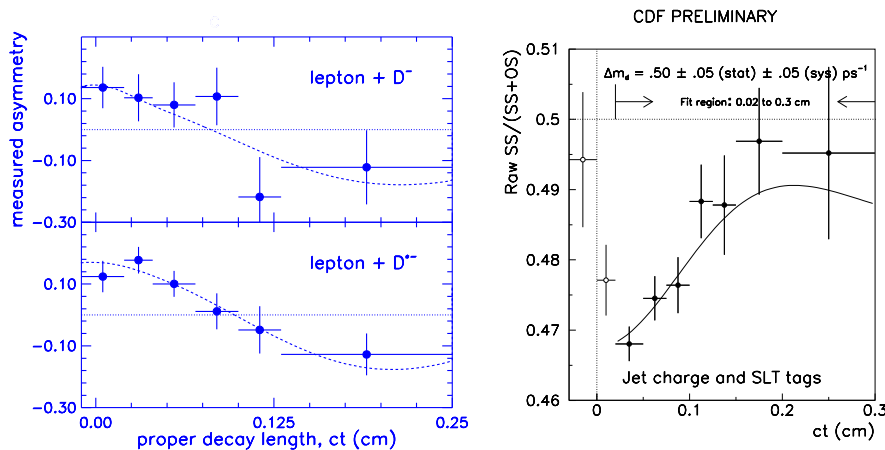 measured asymmetry
0.10
-0.10
-0.30
lepton + D⁻
0.10
-0.10
-0.30
lepton + D*⁻
0.00
0.125
0.25
proper decay length, ct (cm)
CDF PRELIMINARY
Raw SS/(SS+OS)
0.51
0.5
0.49
0.48
0.47
0.46
Δm_d = .50 ± .05 (stat) ± .05 (sys) ps⁻¹
Fit region: 0.02 to 0.3 cm
Jet charge and SLT tags
0
0.1
0.2
0.3
ct (cm)